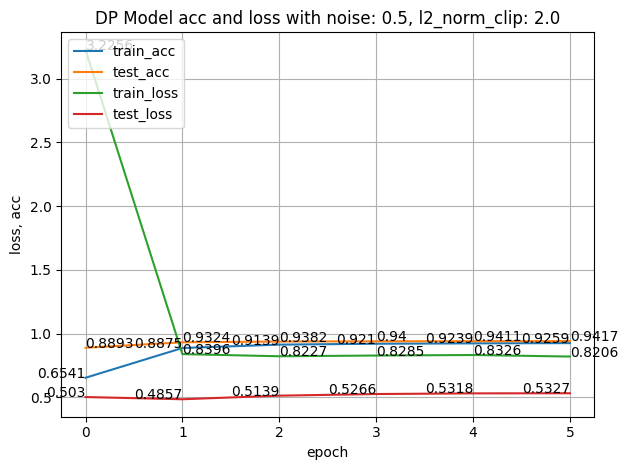 DP Model acc and loss with noise: 0.5, l2_norm_clip: 2.0
3.2256
train_acc
test_acc
train_loss
test_loss
3.0
2.5
2.0
1.5
1.0
0.5
loss, acc
0.8893 0.8875 0.9324 0.9139 0.9382 0.921 0.94 0.9239 0.9411 0.9259 0.9417
0.8396 0.8227 0.8285 0.8326 0.8206
0.6541
0.503 0.4857 0.5139 0.5266 0.5318 0.5327
0 1 2 3 4 5
epoch